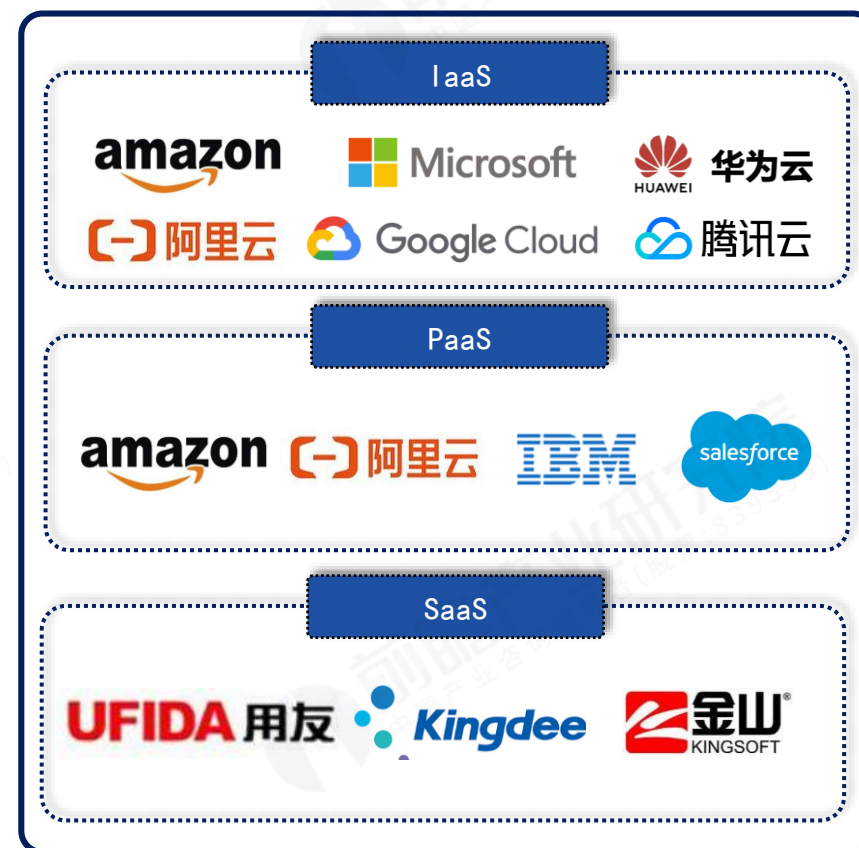 IaaS
amazon Microsoft HUAWEI 华为云
阿里云 Google Cloud 腾讯云
PaaS
amazon 阿里云 IBM salesforce
SaaS
UFIDA 用友 Kingdee 金山® KINGSOFT